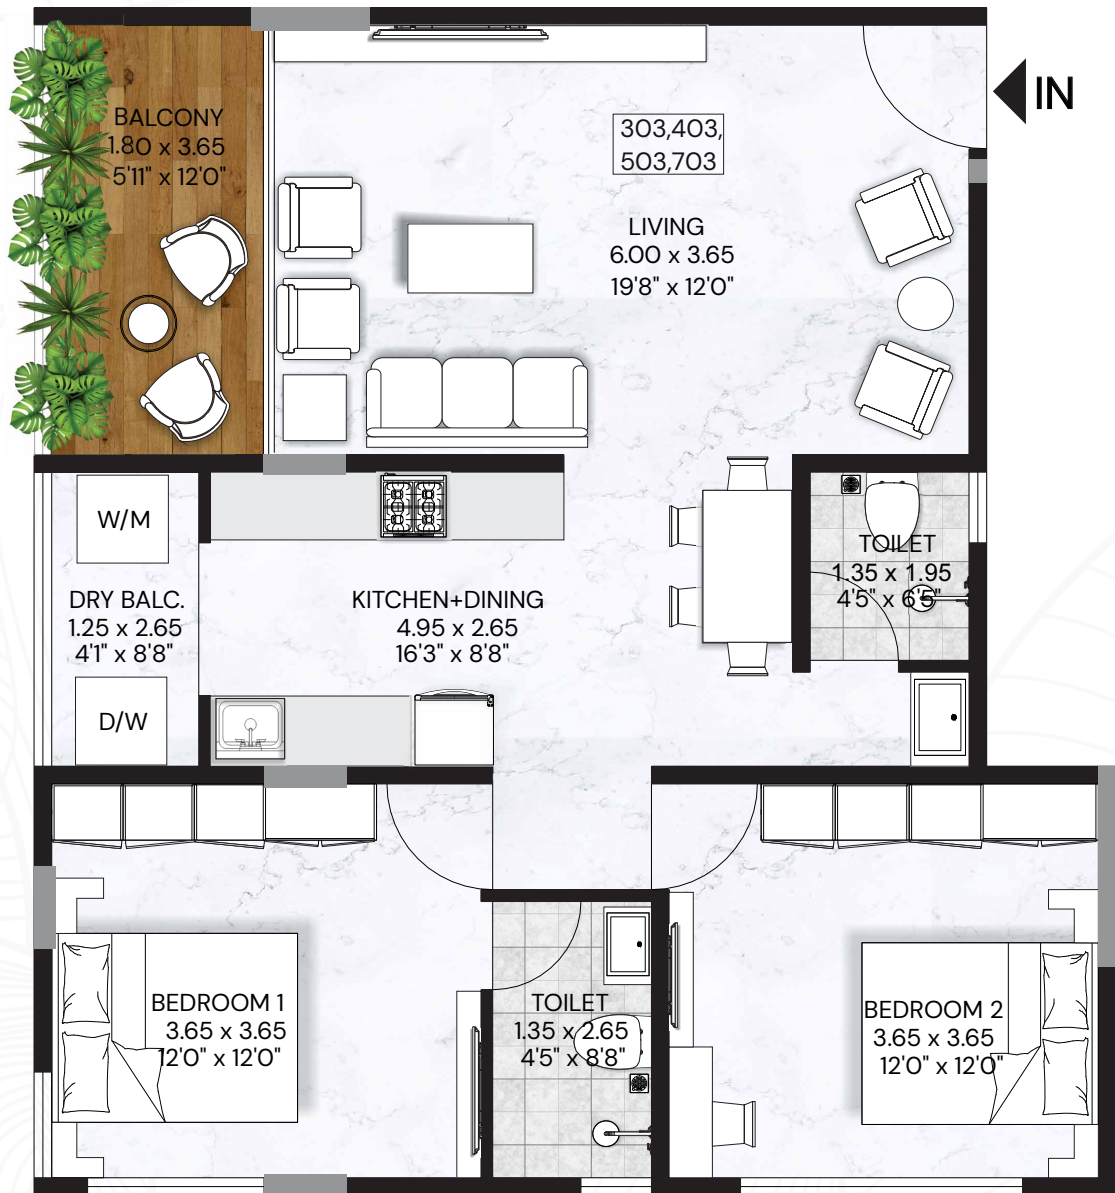 BALCONY
1.80 x 3.65
5'11" x 12'0"
IN
303,403,
503,703
LIVING
6.00 x 3.65
19'8" x 12'0"
W/M
DRY BALC.
1.25 x 2.65
4'1" x 8'8"
D/W
KITCHEN+DINING
4.95 x 2.65
16'3" x 8'8"
TOILET
1.35 x 1.95
4'5" x 6'5"
BEDROOM 1
3.65 x 3.65
12'0" x 12'0"
TOILET
1.35 x 2.65
4'5" x 8'8"
BEDROOM 2
3.65 x 3.65
12'0" x 12'0"